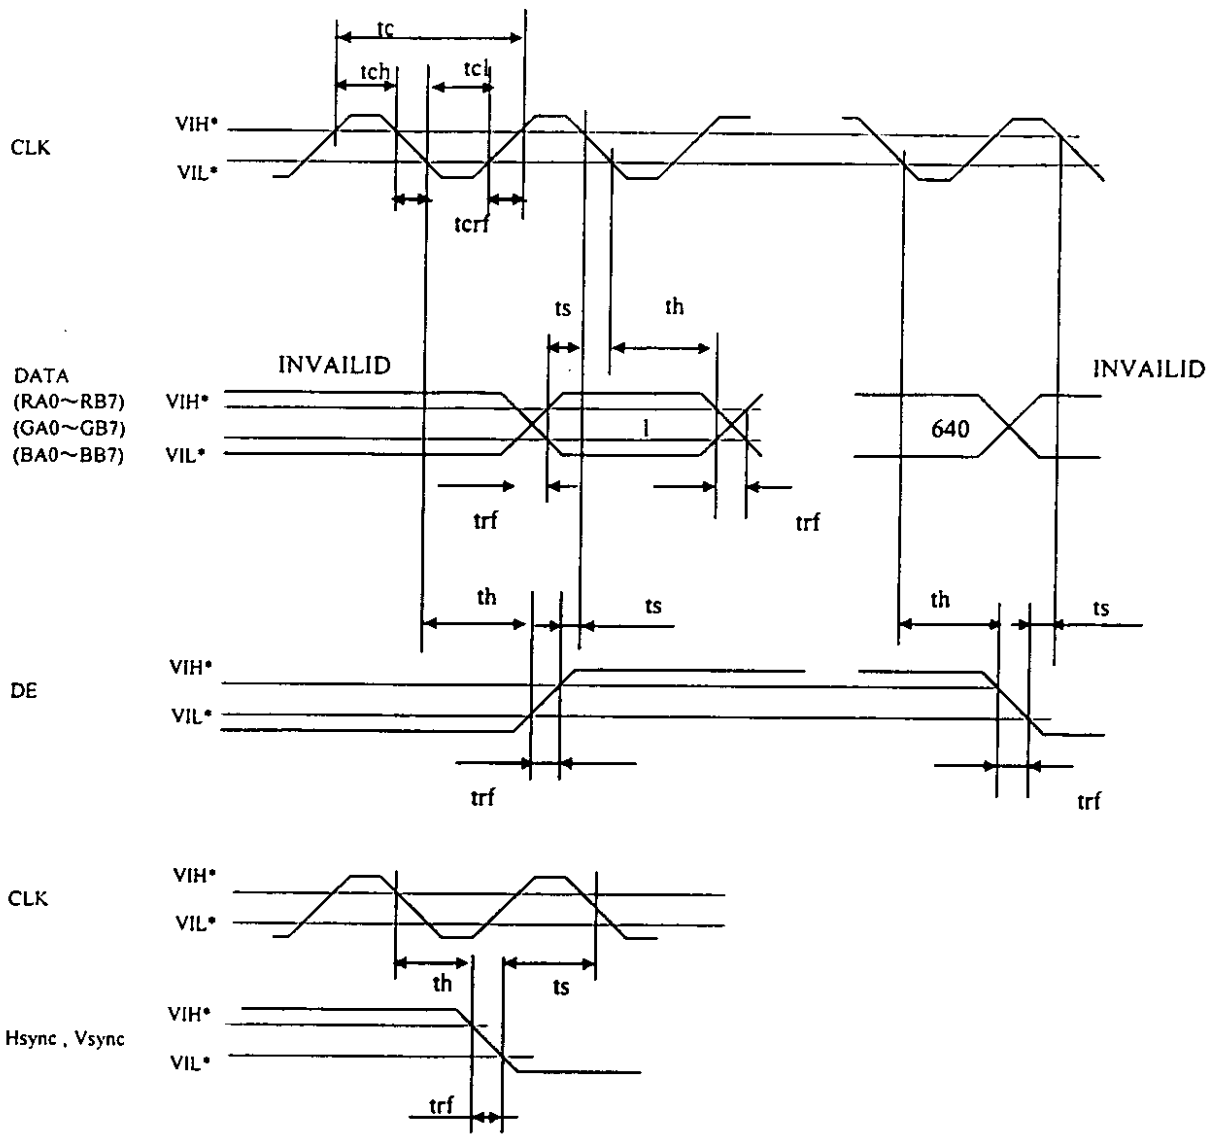 tc
tch
tcl
CLK
VIH*
VIL*
tcrf
ts
th
INVAILID
INVAILID
DATA
(RA0～RB7)
VIH*
(GA0～GB7)
1
640
(BA0～BB7)
VIL*
trf
trf
th
ts
th
ts
DE
VIH*
VIL*
trf
trf
CLK
VIH*
VIL*
th
ts
Hsync , Vsync
VIH*
VIL*
trf